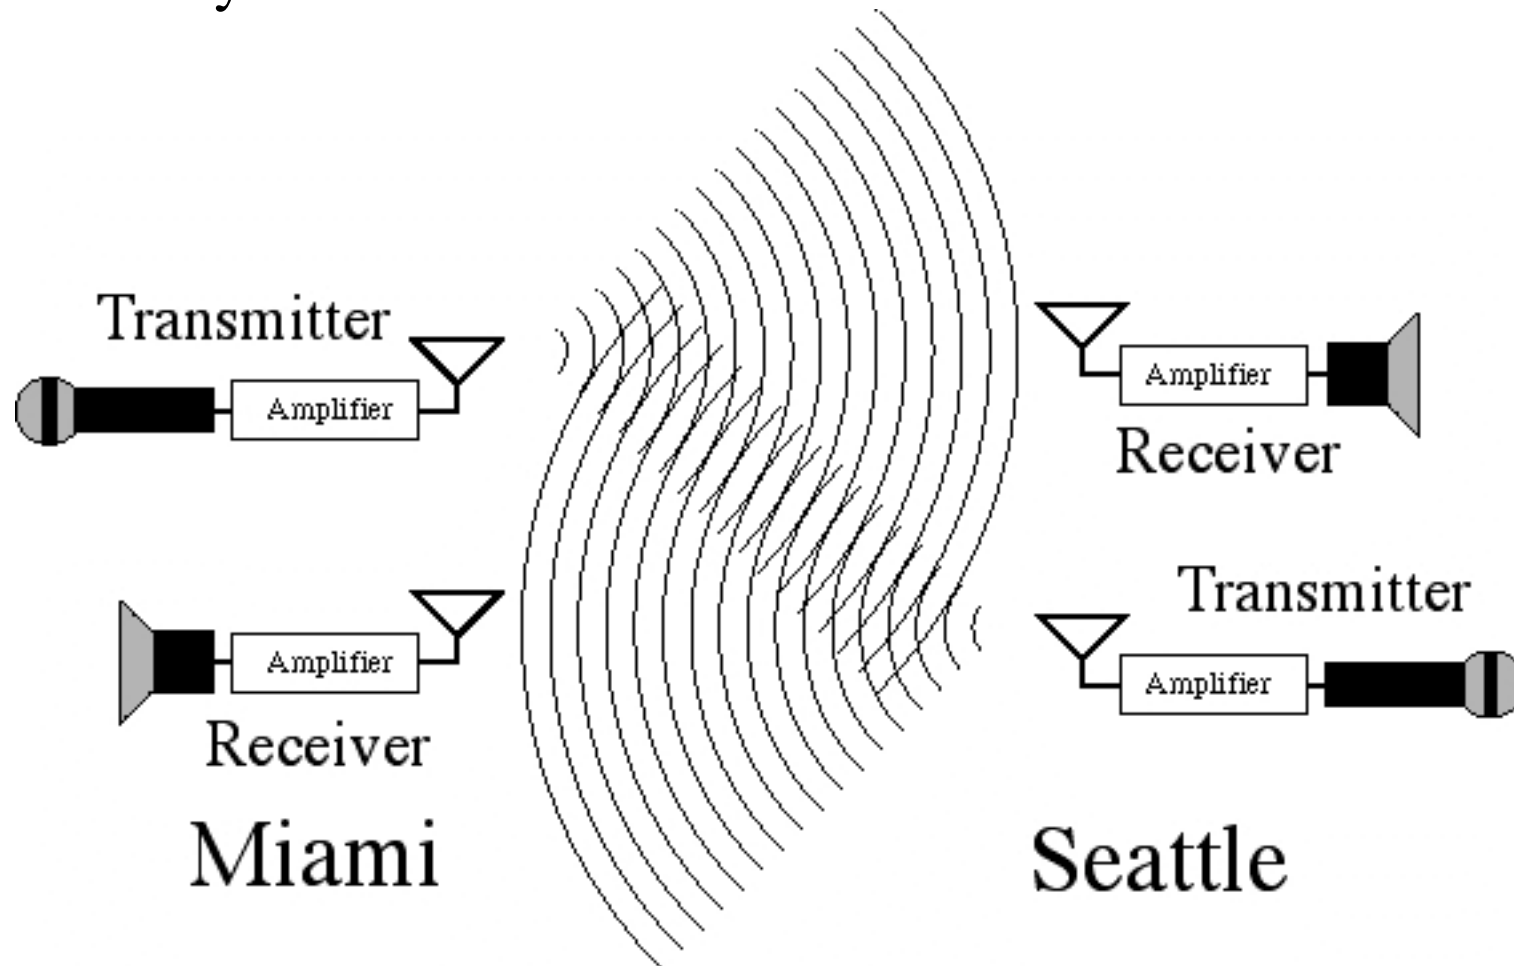 Transmitter
Amplifier
Amplifier
Receiver
Transmitter
Amplifier
Amplifier
Receiver
Miami
Seattle